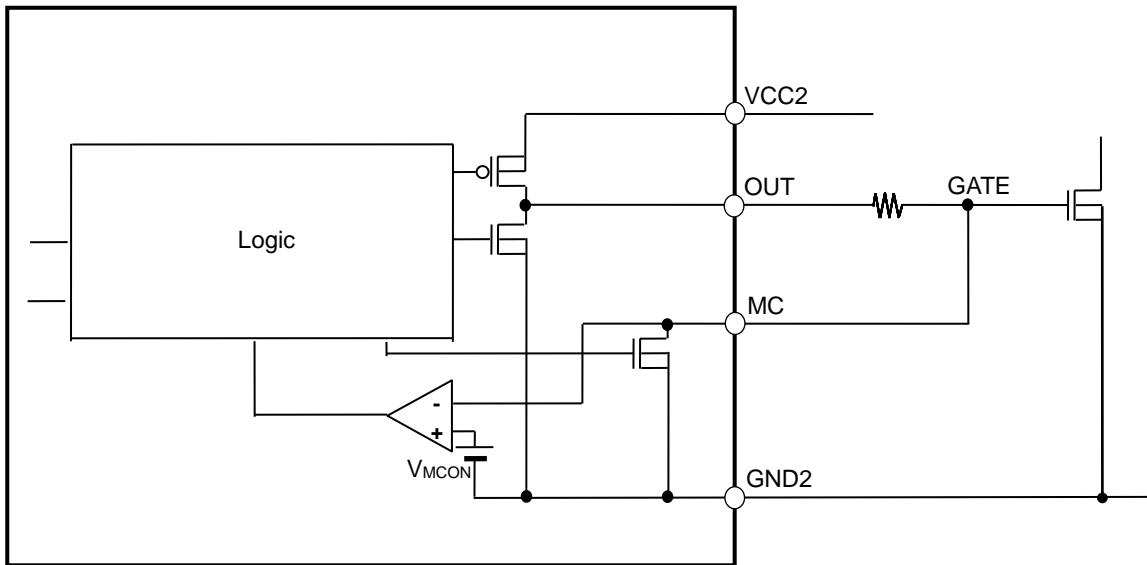 VCC2
OUT
GATE
Logic
MC
-
+
VMCON
GND2